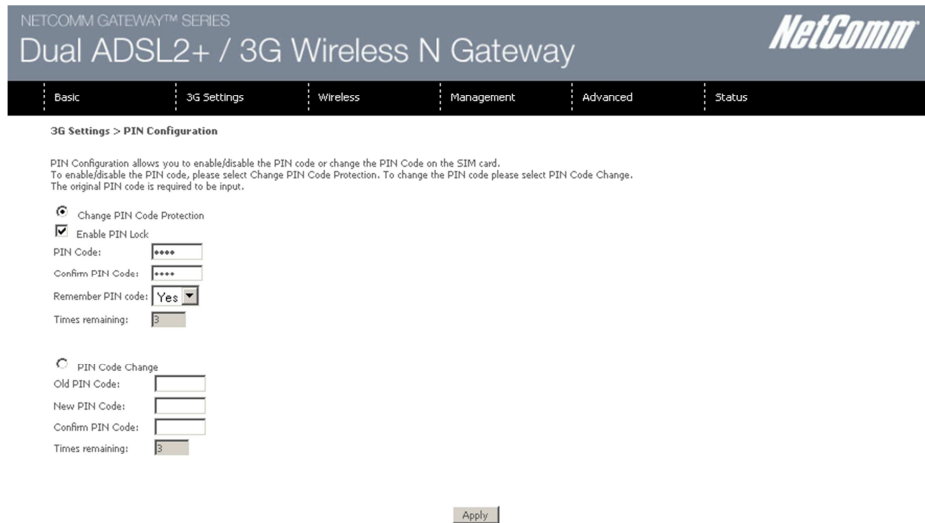 NETCOMM GATEWAY™ SERIES
Dual ADSL2+ / 3G Wireless N Gateway
NetComm
Basic 3G Settings Wireless Management Advanced Status
3G Settings > PIN Configuration
PIN Configuration allows you to enable/disable the PIN code or change the PIN Code on the SIM card.
To enable/disable the PIN code, please select Change PIN Code Protection. To change the PIN code please select PIN Code Change.
The original PIN code is required to be input.
Change PIN Code Protection
Enable PIN Lock
PIN Code: ••••
Confirm PIN Code: ••••
Remember PIN code: Yes
Times remaining: 3
PIN Code Change
Old PIN Code:
New PIN Code:
Confirm PIN Code:
Times remaining: 3
Apply